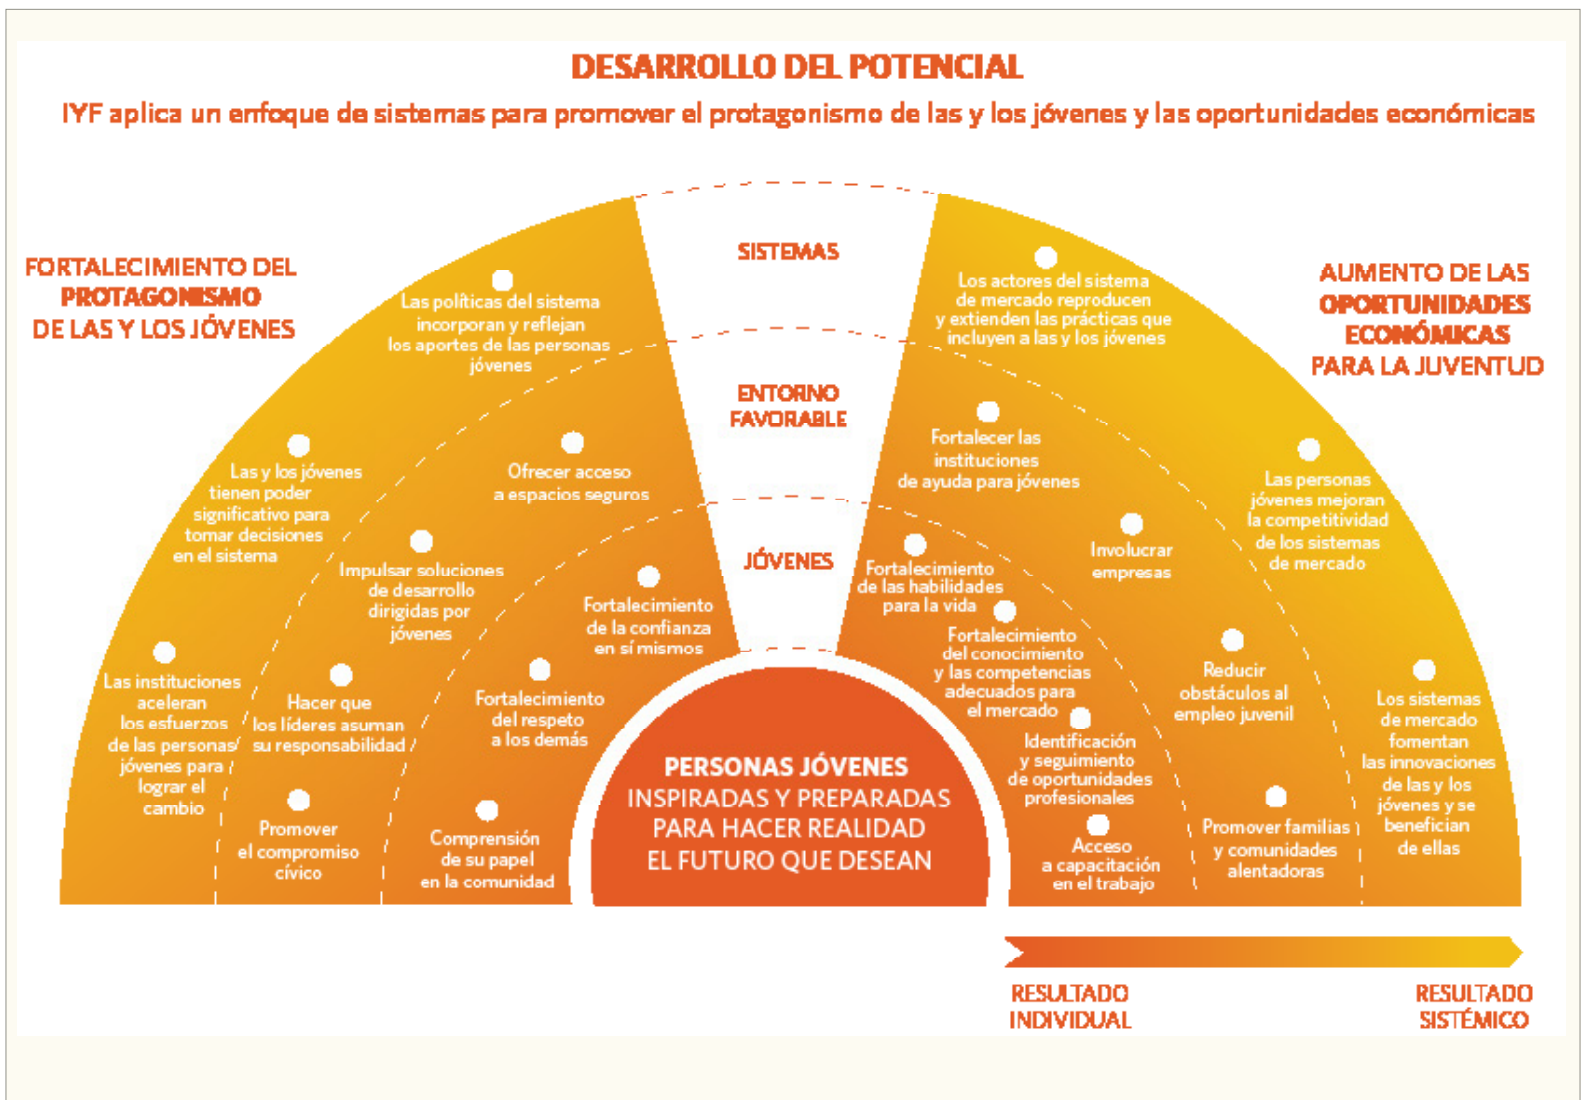 DESARROLLO DEL POTENCIAL
IYF aplica un enfoque de sistemas para promover el protagonismo de las y los jóvenes y las oportunidades económicas
FORTALECIMIENTO DEL
PROTAGONISMO
DE LAS Y LOS JÓVENES
AUMENTO DE LAS
OPORTUNIDADES
ECONÓMICAS
PARA LA JUVENTUD
SISTEMAS
ENTORNO
FAVORABLE
JÓVENES
Las políticas del sistema
incorporan y reflejan
los aportes de las personas
jóvenes
Las y los jóvenes
tienen poder
significativo para
tomar decisiones
en el sistema
Las instituciones
aceleran
los esfuerzos
de las personas
jóvenes para
lograr el
cambio
Ofrecer acceso
a espacios seguros
Impulsar soluciones
de desarrollo
dirigidas por
jóvenes
Hacer que
los líderes asuman
su responsabilidad
Promover
el compromiso
cívico
Fortalecimiento
de la confianza
en sí mismos
Fortalecimiento
del respeto
a los demás
Comprensión
de su papel
en la comunidad
Los actores del sistema
de mercado reproducen
y extienden las prácticas que
incluyen a las y los jóvenes
Las personas
jóvenes mejoran
la competitividad
de los sistemas
de mercado
Los sistemas
de mercado
fomentan
las innovaciones
de las y los
jóvenes y se
benefician
de ellas
Fortalecer las
instituciones
de ayuda para jóvenes
Involucrar
empresas
Reducir
obstáculos al
empleo juvenil
Promover familias
y comunidades
alentadoras
Fortalecimiento
de las habilidades
para la vida
Fortalecimiento
del conocimiento
y las competencias
adecuados para
el mercado
Identificación
y seguimiento
de oportunidades
profesionales
Acceso
a capacitación
en el trabajo
PERSONAS JÓVENES
INSPIRADAS Y PREPARADAS
PARA HACER REALIDAD
EL FUTURO QUE DESEAN
RESULTADO
INDIVIDUAL
RESULTADO
SISTÉMICO